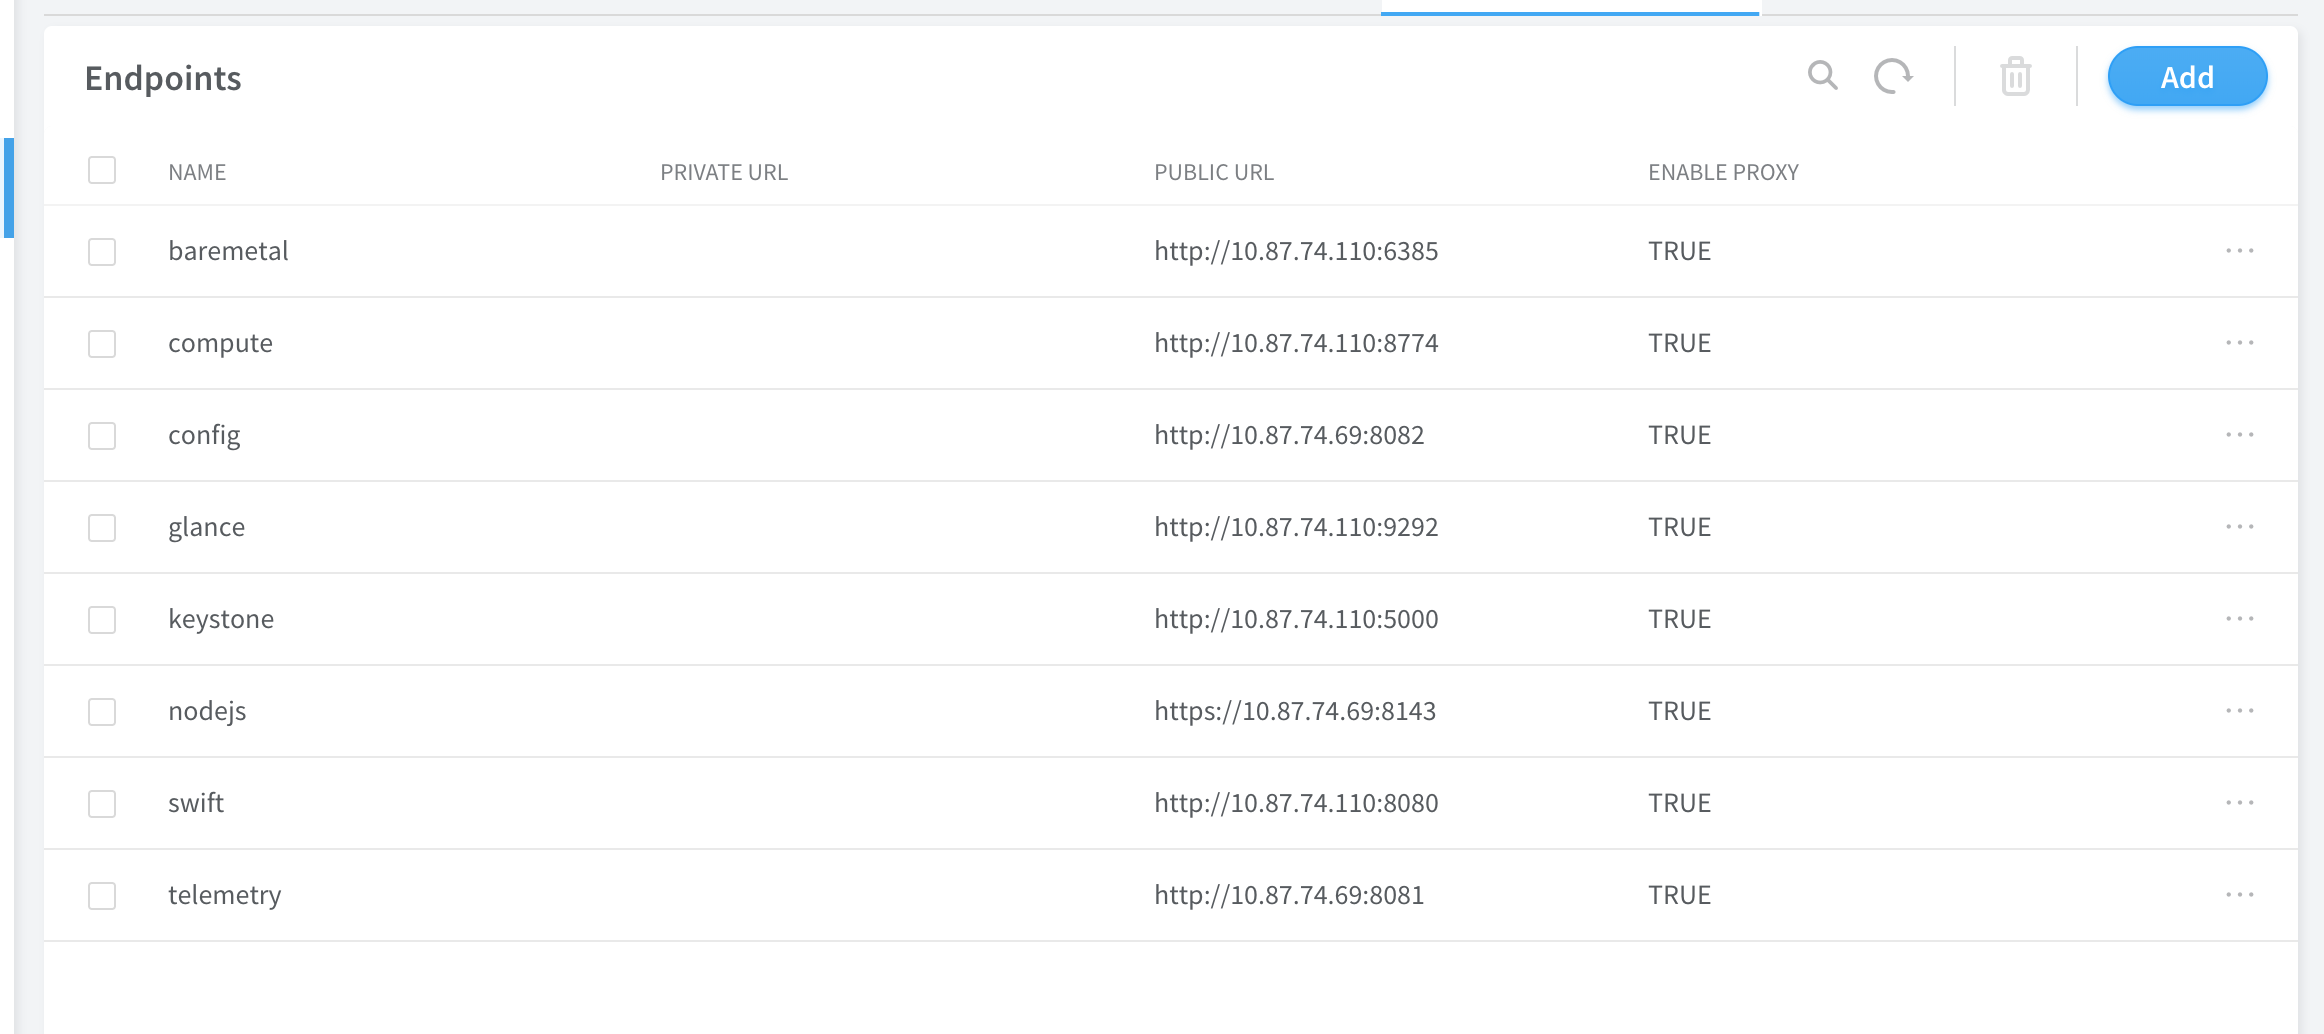 Endpoints
Add
NAME PRIVATE URL PUBLIC URL ENABLE PROXY
baremetal http://10.87.74.110:6385 TRUE
compute http://10.87.74.110:8774 TRUE
config http://10.87.74.69:8082 TRUE
glance http://10.87.74.110:9292 TRUE
keystone http://10.87.74.110:5000 TRUE
nodejs https://10.87.74.69:8143 TRUE
swift http://10.87.74.110:8080 TRUE
telemetry http://10.87.74.69:8081 TRUE